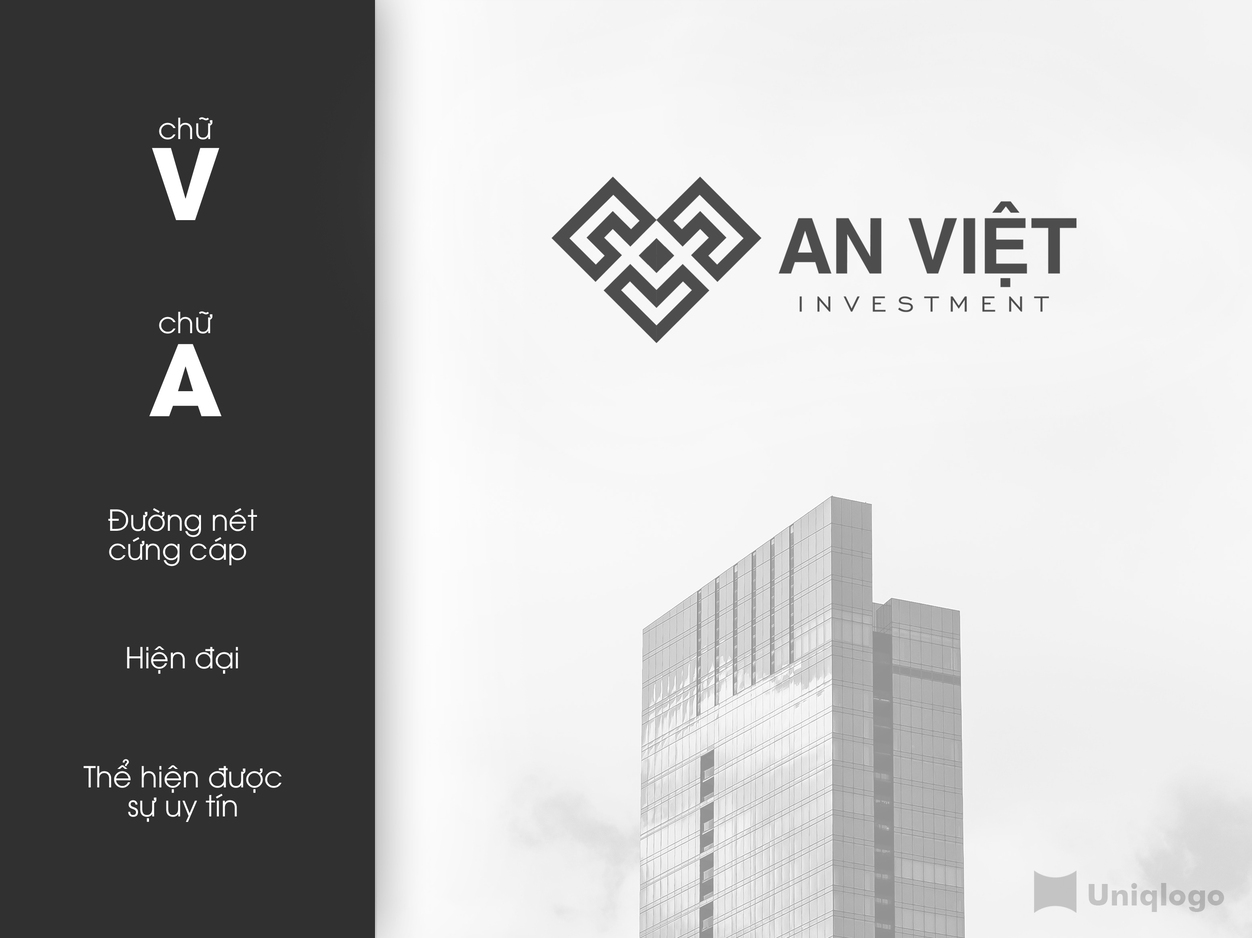 chữ
V
chữ
A
Đường nét
cứng cáp
Hiện đại
Thể hiện được
sự uy tín
AN VIỆT
INVESTMENT
Uniqlogo